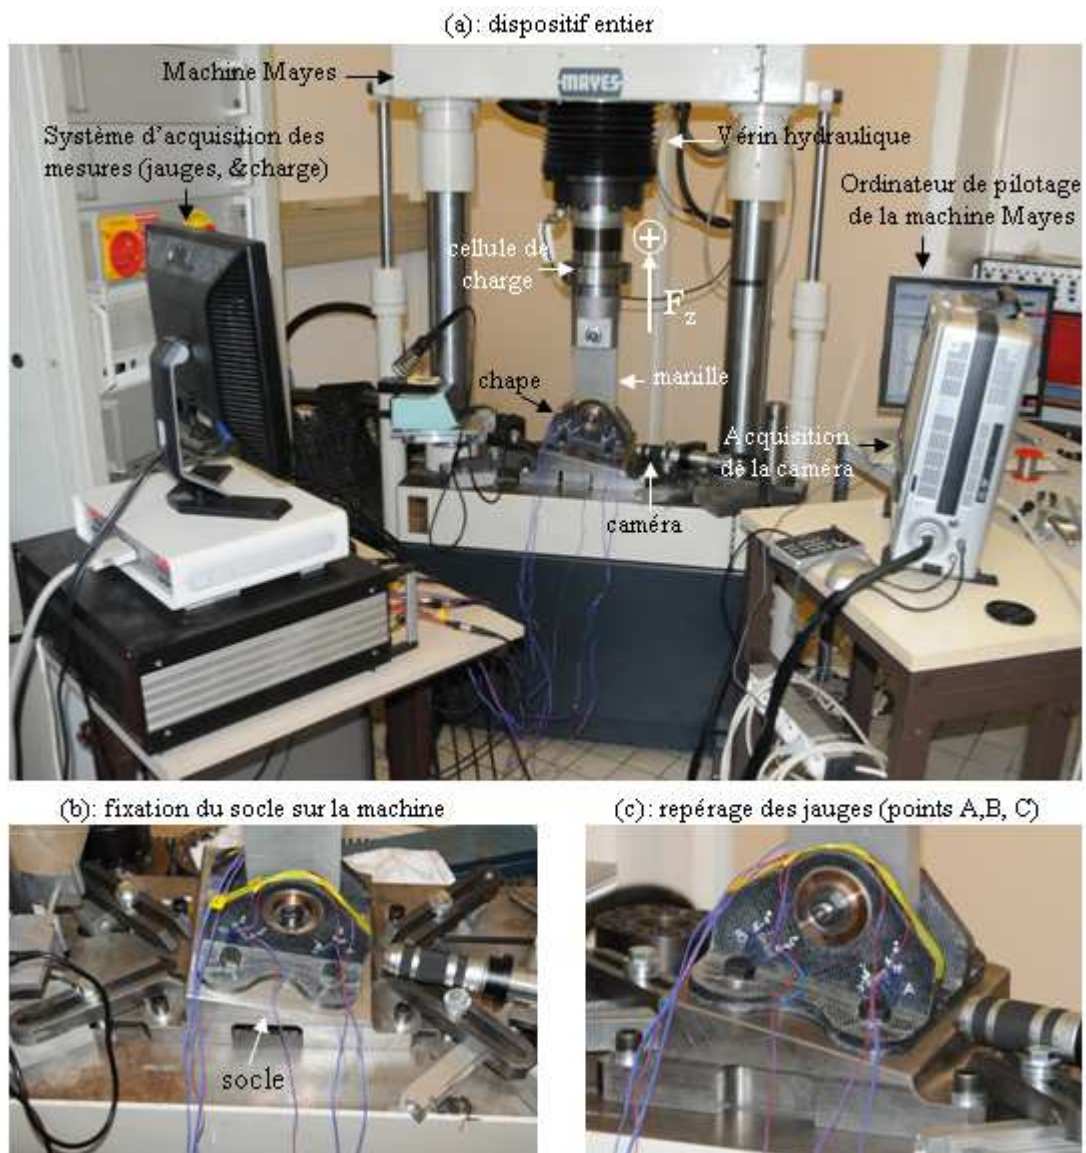 (a): dispositif entier
Machine Mayes
MAYES
Système d'acquisition des
mesures (jauges, &charge)
Vérin hydraulique
Ordinateur de pilotage
de la machine Mayes
cellule de
charge
+
Fz
chape
manille
Acquisition
de la caméra
caméra
(b): fixation du socle sur la machine
(c): repérage des jauges (points A,B, C)
socle
B
A